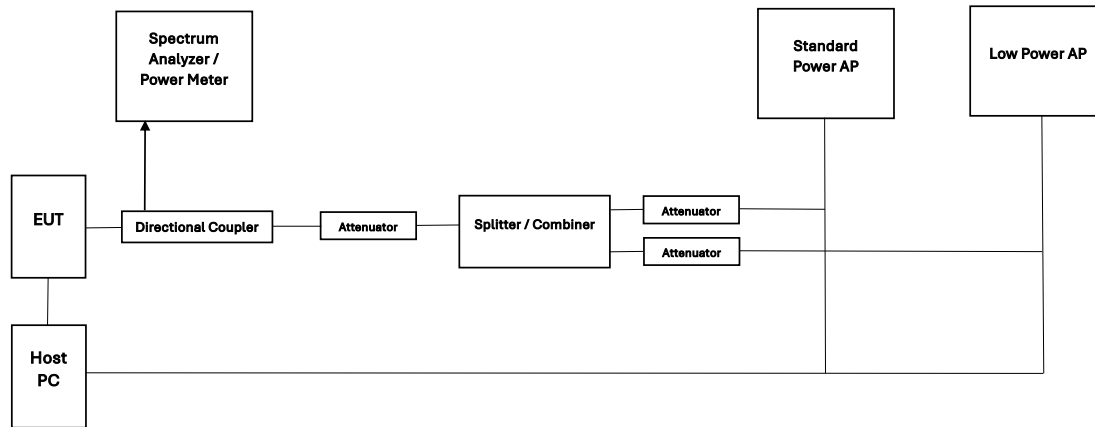 Spectrum
Analyzer /
Power Meter
Standard
Power AP
Low Power AP
EUT
Directional Coupler
Attenuator
Splitter / Combiner
Attenuator
Attenuator
Host
PC